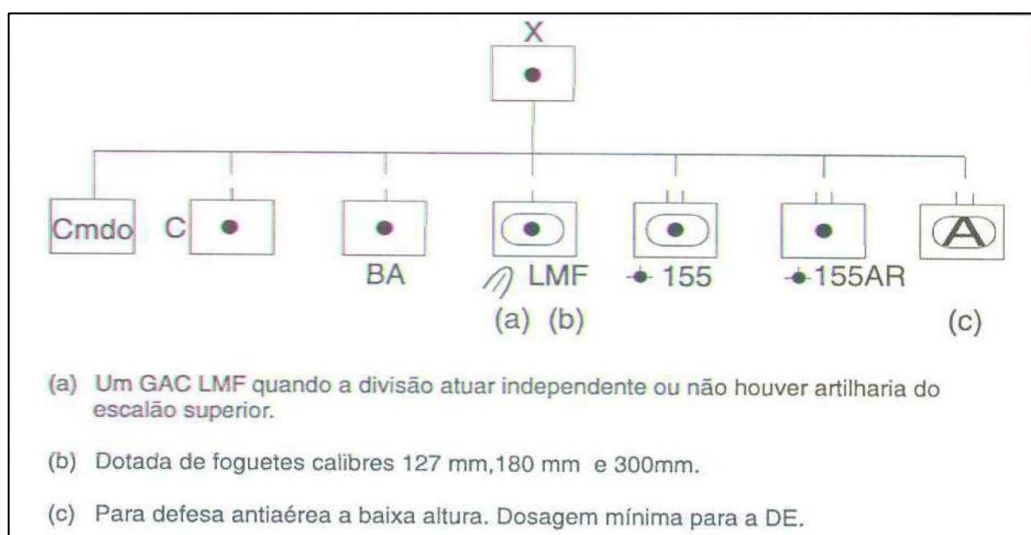 X
Cmdo
C
A
BA
LMF
155
155AR
(a) (b)
(c)
(a) Um GAC LMF quando a divisão atuar independente ou não houver artilharia do
escalão superior.
(b) Dotada de foguetes calibres 127 mm,180 mm e 300mm.
(c) Para defesa antiaérea a baixa altura. Dosagem mínima para a DE.